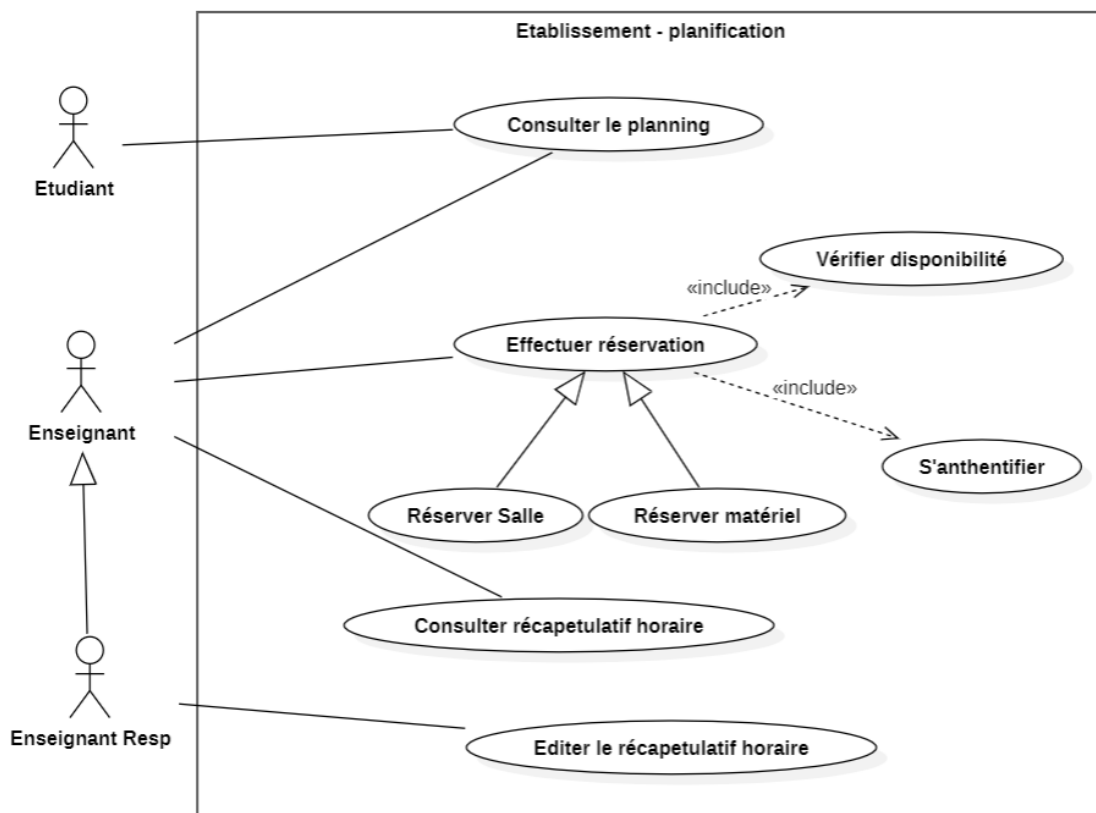 Etablissement - planification
Consulter le planning
Etudiant
Vérifier disponibilité
«include»
Effectuer réservation
«include»
Enseignant
S'anthentifier
Réserver Salle
Réserver matériel
Consulter récapetulatif horaire
Enseignant Resp
Editer le récapetulatif horaire